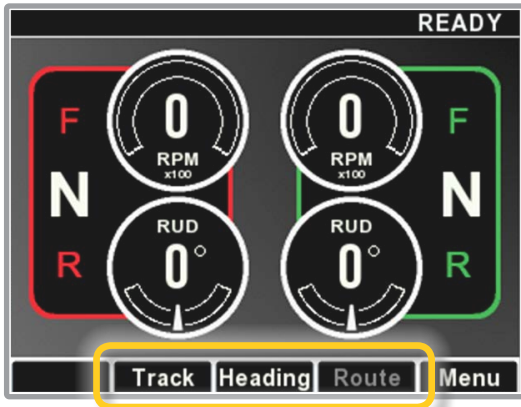 READY
F
0
RPM
x100
0
RPM
x100
F
N
N
R
RUD
0°
RUD
0°
R
Track Heading Route Menu